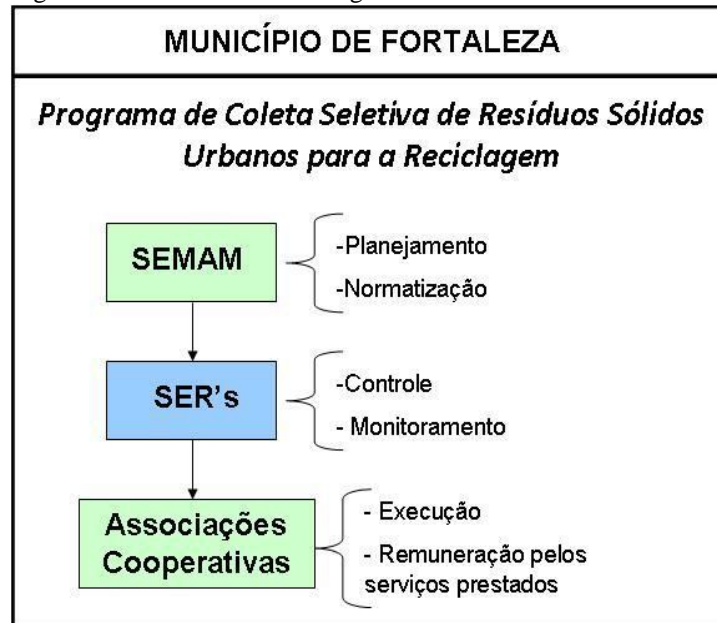 MUNICÍPIO DE FORTALEZA
Programa de Coleta Seletiva de Resíduos Sólidos
Urbanos para a Reciclagem
SEMAM
-Planejamento
-Normatização
SER's
-Controle
- Monitoramento
Associações
Cooperativas
- Execução
- Remuneração pelos
serviços prestados